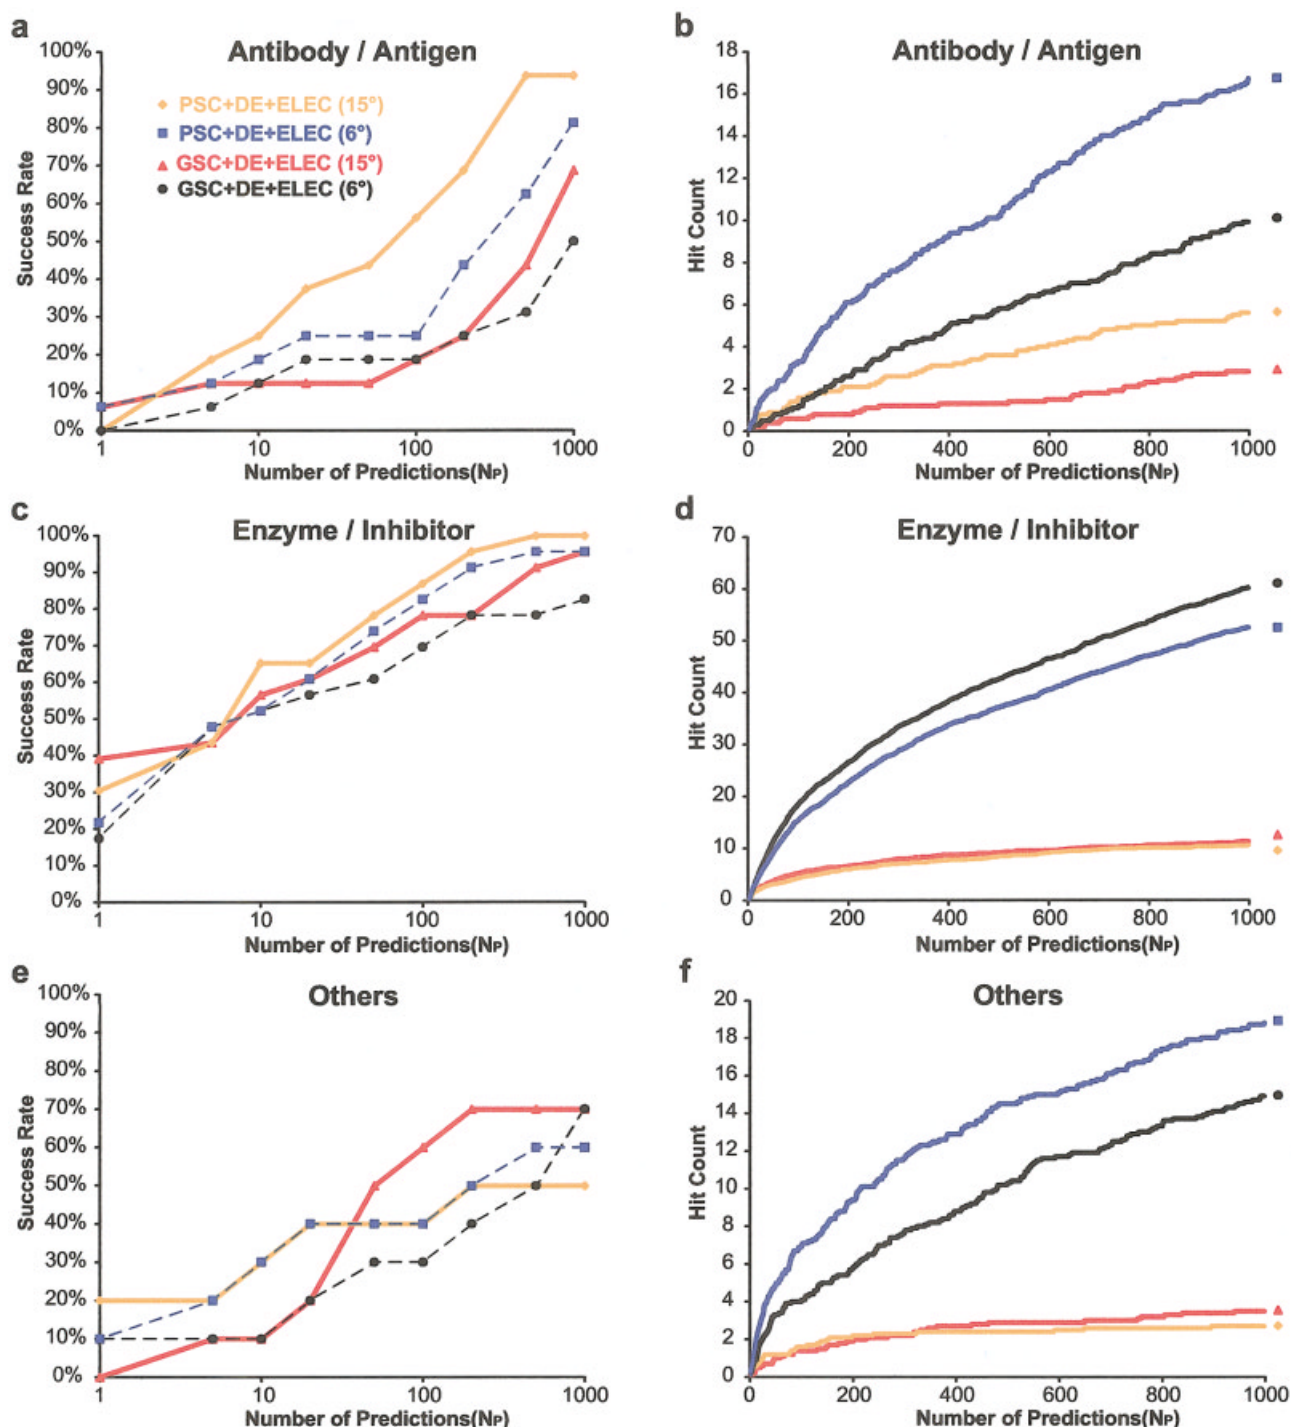 a
Antibody / Antigen
Success Rate
100%
90%
80%
70%
60%
50%
40%
30%
20%
10%
0%
PSC+DE+ELEC (15°)
PSC+DE+ELEC (6°)
GSC+DE+ELEC (15°)
GSC+DE+ELEC (6°)
1 10 100 1000
Number of Predictions(NP)
b
Antibody / Antigen
Hit Count
18
16
14
12
10
8
6
4
2
0
0 200 400 600 800 1000
Number of Predictions(NP)
c
Enzyme / Inhibitor
Success Rate
100%
90%
80%
70%
60%
50%
40%
30%
20%
10%
0%
1 10 100 1000
Number of Predictions(NP)
d
Enzyme / Inhibitor
Hit Count
70
60
50
40
30
20
10
0
0 200 400 600 800 1000
Number of Predictions(NP)
e
Others
Success Rate
100%
90%
80%
70%
60%
50%
40%
30%
20%
10%
0%
1 10 100 1000
Number of Predictions(NP)
f
Others
Hit Count
20
18
16
14
12
10
8
6
4
2
0
0 200 400 600 800 1000
Number of Predictions(NP)